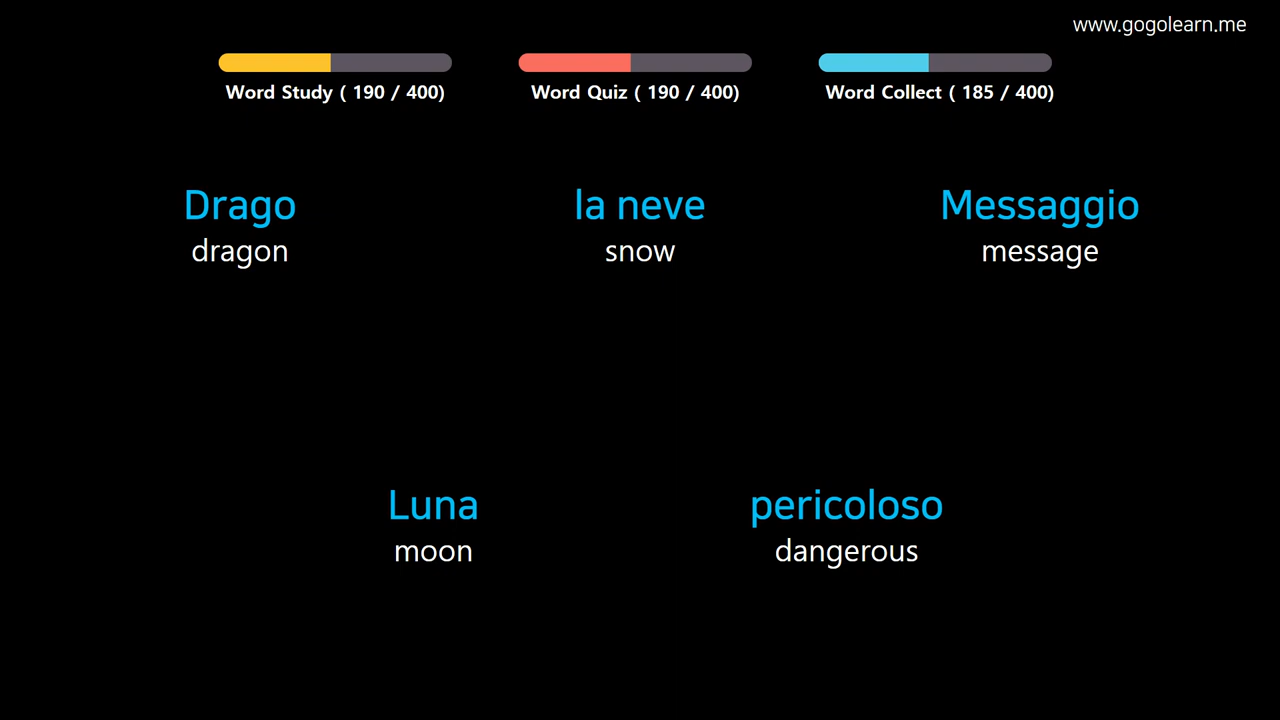 www.gogolearn.me
Word Study ( 190 / 400)
Word Quiz ( 190 / 400)
Word Collect ( 185 / 400)
Drago
dragon
la neve
snow
Messaggio
message
Luna
moon
pericoloso
dangerous